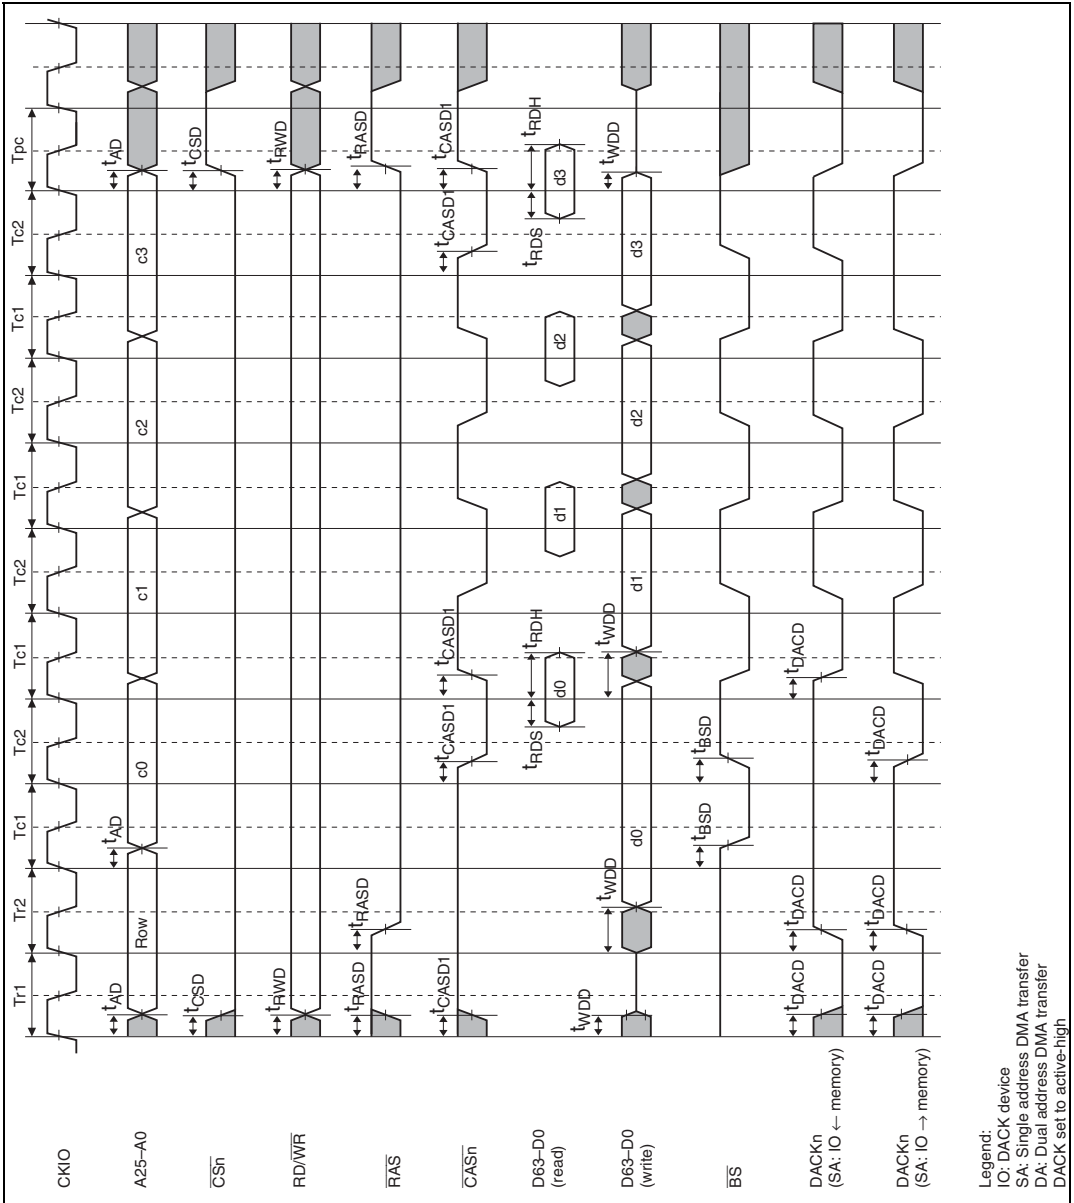 Tr1 Tr2 Tc1 Tc2 Tc1 Tc2 Tc1 Tc2 Tc1 Tc2 Tpc
CKIO
tAD tAD tAD
A25–A0 Row c0 c1 c2 c3
tCSD tCSD
CSn
tRWD tRWD
RD/WR
tRASD tRASD tRASD
RAS
tCASD1 tCASD1 tCASD1 tCASD1 tCASD1
CASn
tRDS tRDH tRDS tRDH
D63–D0
(read) d0 d1 d2 d3
tWDD tWDD tWDD tWDD
D63–D0
(write) d0 d1 d2 d3
tBSD tBSD
BS
tDACD tDACD tDACD
DACKn
(SA: IO ← memory)
tDACD tDACD tDACD
DACKn
(SA: IO → memory)
Legend:
IO: DACK device
SA: Single address DMA transfer
DA: Dual address DMA transfer
DACK set to active-high